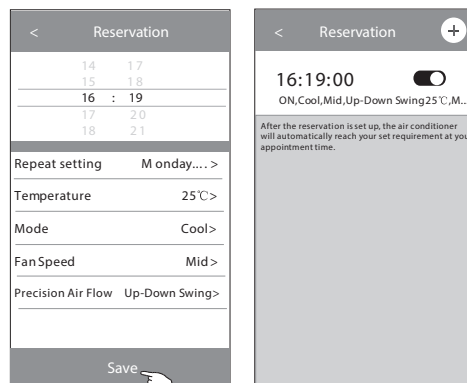 < Reservation
14 17
15 18
16 : 19
17 20
18 21
Repeat setting Monday.... >
Temperature 25℃>
Mode Cool>
Fan Speed Mid>
Precision Air Flow Up-Down Swing>
Save
< Reservation +
16:19:00
ON,Cool,Mid,Up-Down Swing25℃,M...
After the reservation is set up, the air conditioner
will automatically reach your set requirement at
appointment time.